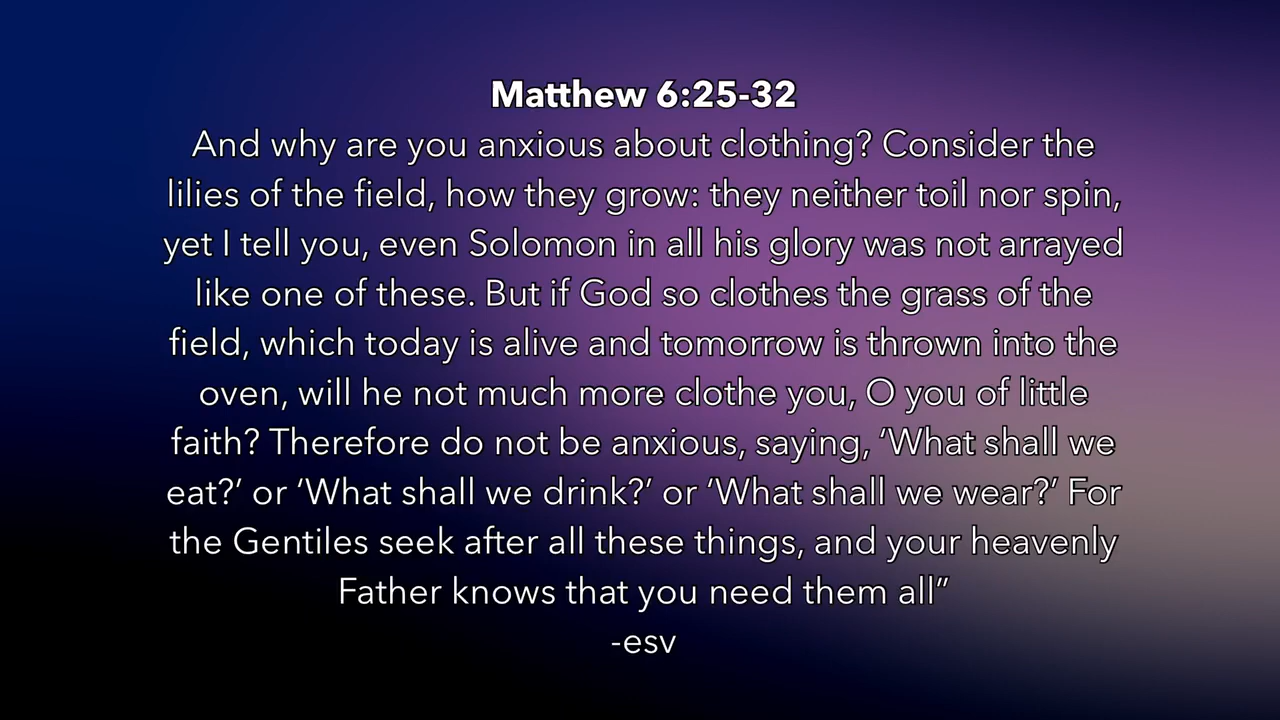 Matthew 6:25-32
And why are you anxious about clothing? Consider the
lilies of the field, how they grow: they neither toil nor spin,
yet I tell you, even Solomon in all his glory was not arrayed
like one of these. But if God so clothes the grass of the
field, which today is alive and tomorrow is thrown into the
oven, will he not much more clothe you, O you of little
faith? Therefore do not be anxious, saying, ‘What shall we
eat?’ or ‘What shall we drink?’ or ‘What shall we wear?’ For
the Gentiles seek after all these things, and your heavenly
Father knows that you need them all”
-esv